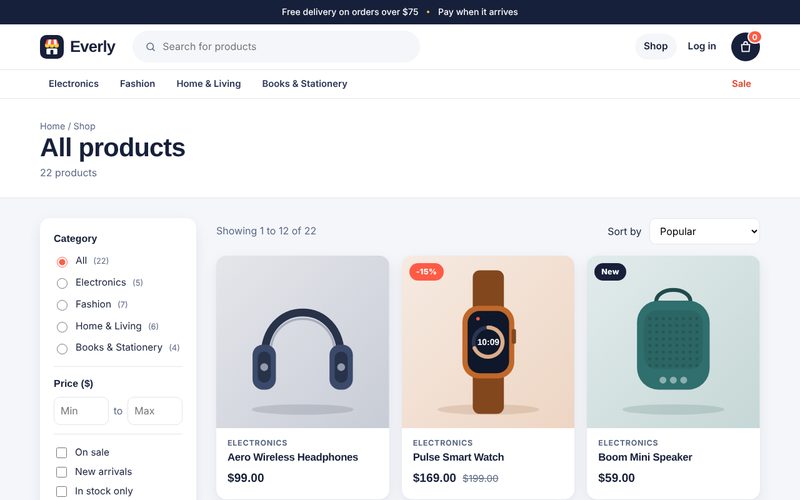 Free delivery on orders over $75 • Pay when it arrives
Everly
Search for products
Shop
Log in
0
Electronics
Fashion
Home & Living
Books & Stationery
Sale
Home / Shop
All products
22 products
Category
All (22)
Electronics (5)
Fashion (7)
Home & Living (6)
Books & Stationery (4)
Price ($)
Min to Max
On sale
New arrivals
In stock only
Showing 1 to 12 of 22
Sort by Popular
ELECTRONICS
Aero Wireless Headphones
$99.00
-15%
10:09
ELECTRONICS
Pulse Smart Watch
$169.00 $199.00
New
ELECTRONICS
Boom Mini Speaker
$59.00